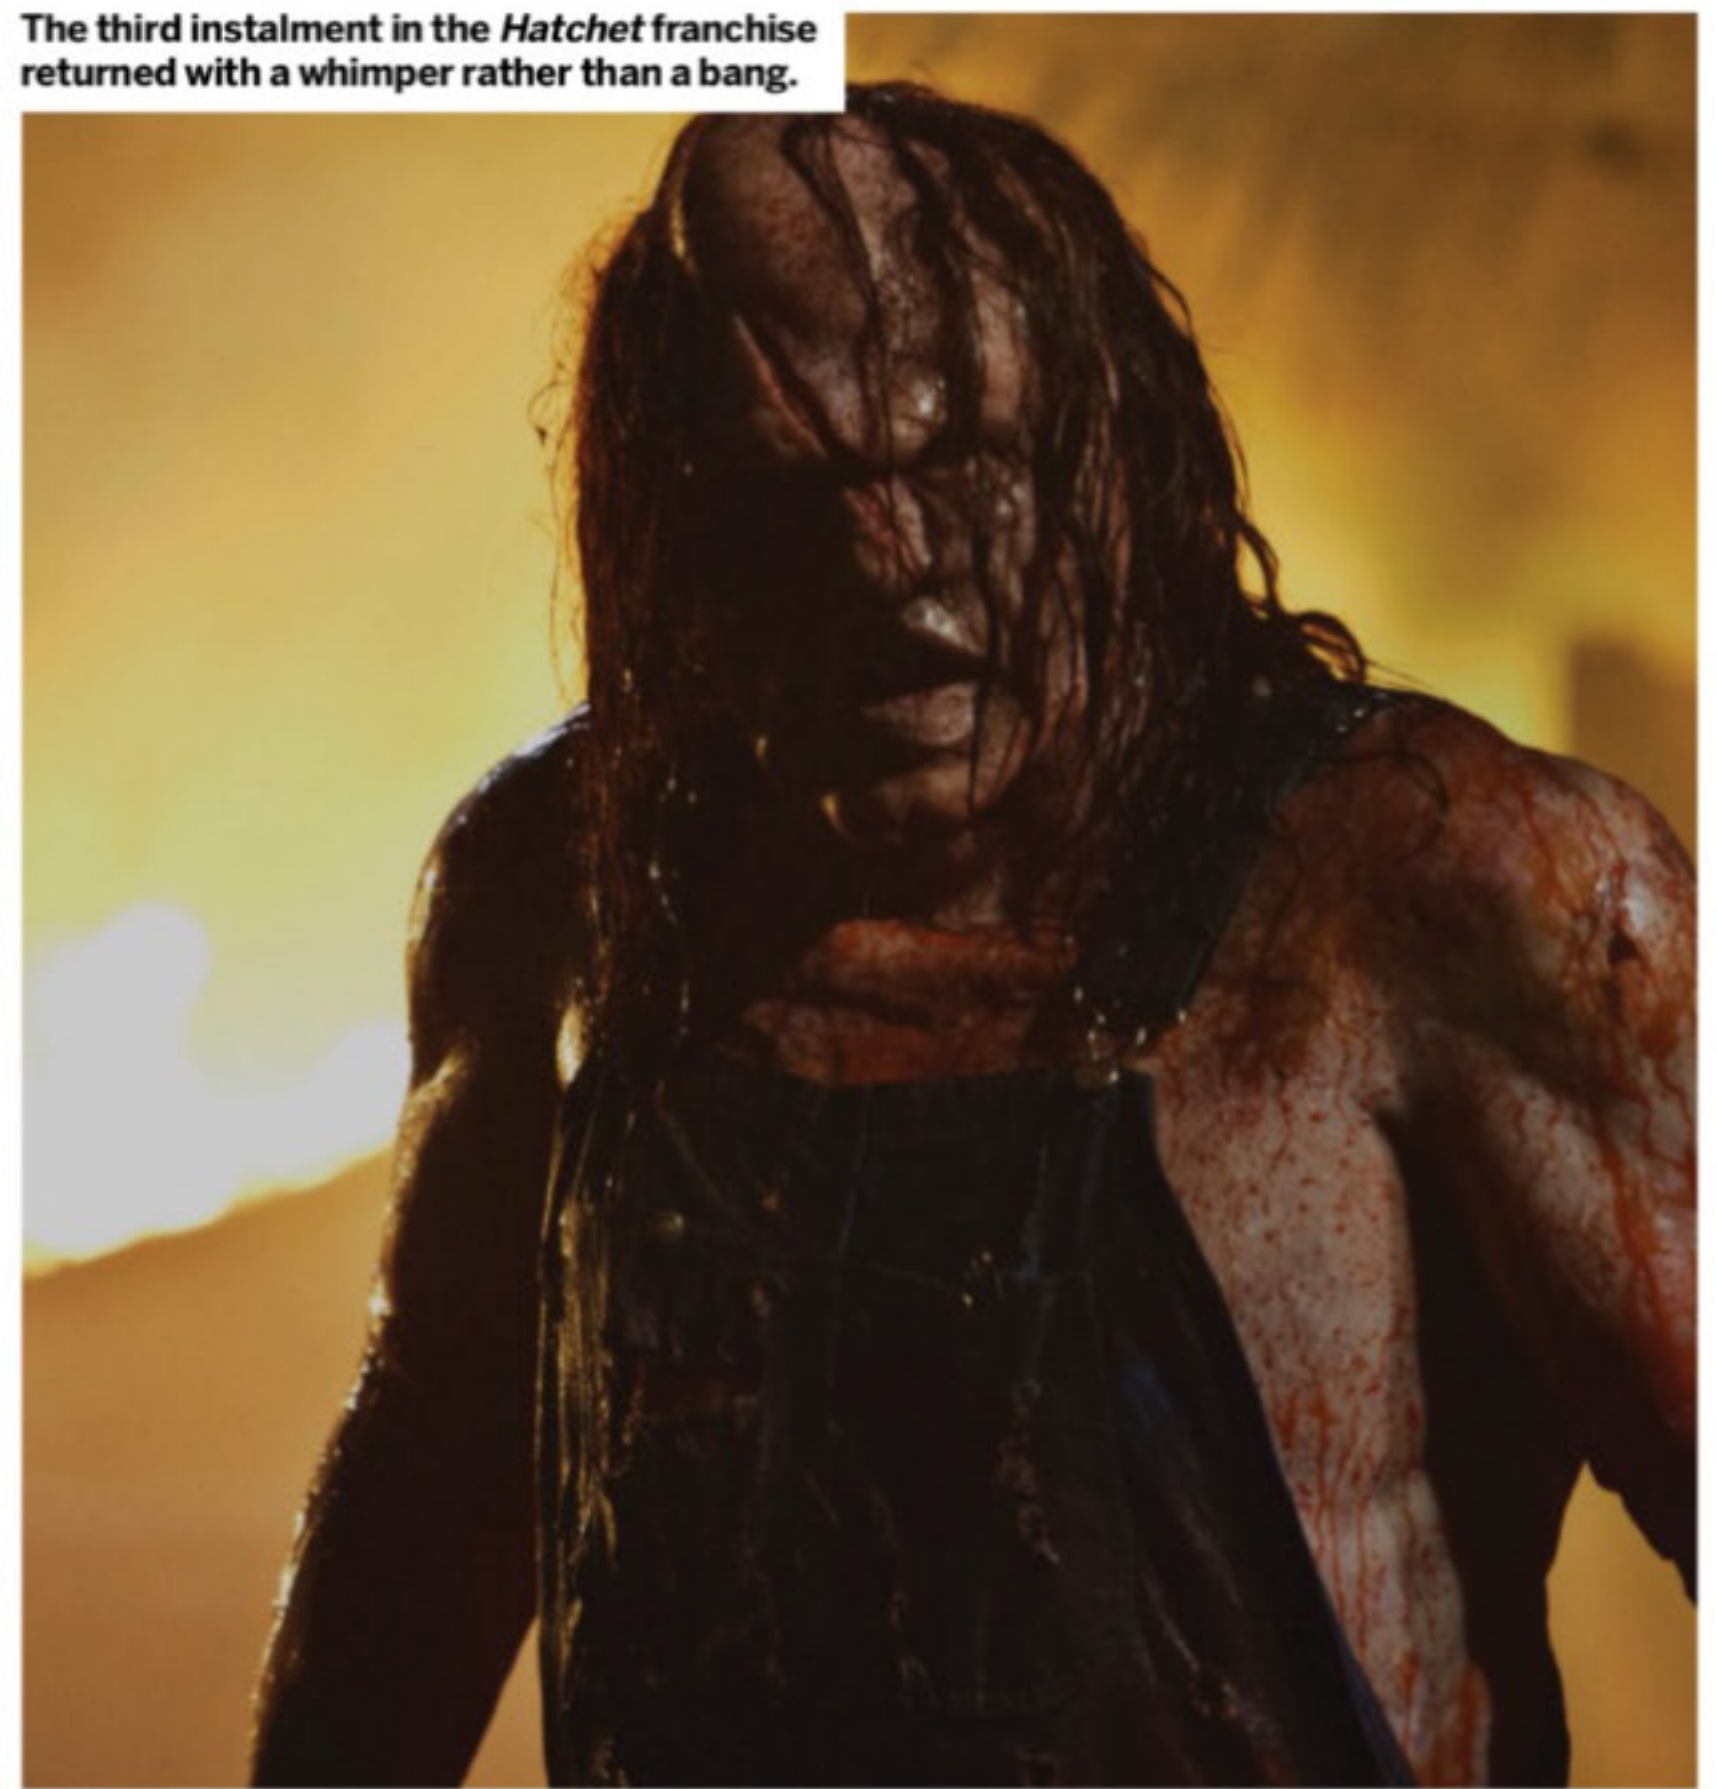 The third instalment in the Hatchet franchise
returned with a whimper rather than a bang.